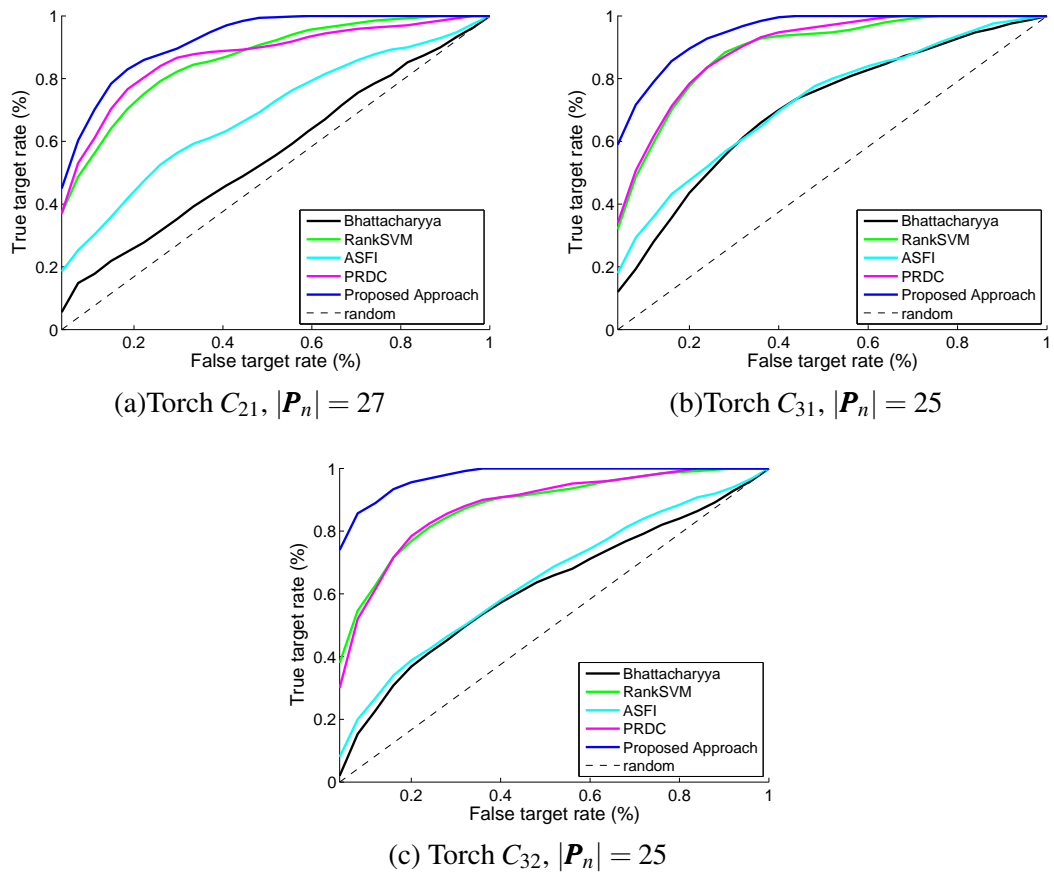 1
0.8
0.6
0.4
0.2
0
True target rate (%)
0.2 0.4 0.6 0.8 1
False target rate (%)
Bhattacharyya
RankSVM
ASFI
PRDC
Proposed Approach
random
(a)Torch C21, |Pn| = 27
1
0.8
0.6
0.4
0.2
0
True target rate (%)
0.2 0.4 0.6 0.8 1
False target rate (%)
Bhattacharyya
RankSVM
ASFI
PRDC
Proposed Approach
random
(b)Torch C31, |Pn| = 25
1
0.8
0.6
0.4
0.2
0
True target rate (%)
0.2 0.4 0.6 0.8 1
False target rate (%)
Bhattacharyya
RankSVM
ASFI
PRDC
Proposed Approach
random
(c) Torch C32, |Pn| = 25